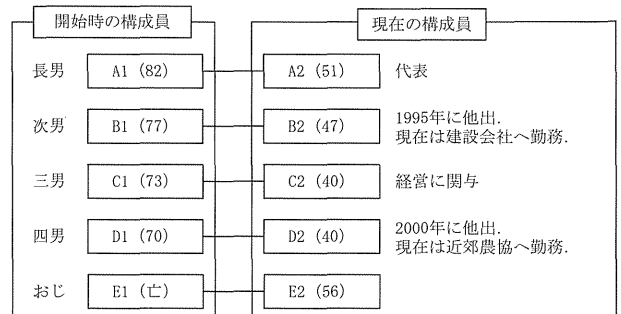 開始時の構成員
現在の構成員
長男 A1 (82) A2 (51) 代表
次男 B1 (77) B2 (47) 1995年に他出.
現在は建設会社へ勤務.
三男 C1 (73) C2 (40) 経営に関与
四男 D1 (70) D2 (40) 2000年に他出.
現在は近郊農協へ勤務.
おじ E1 (亡) E2 (56)